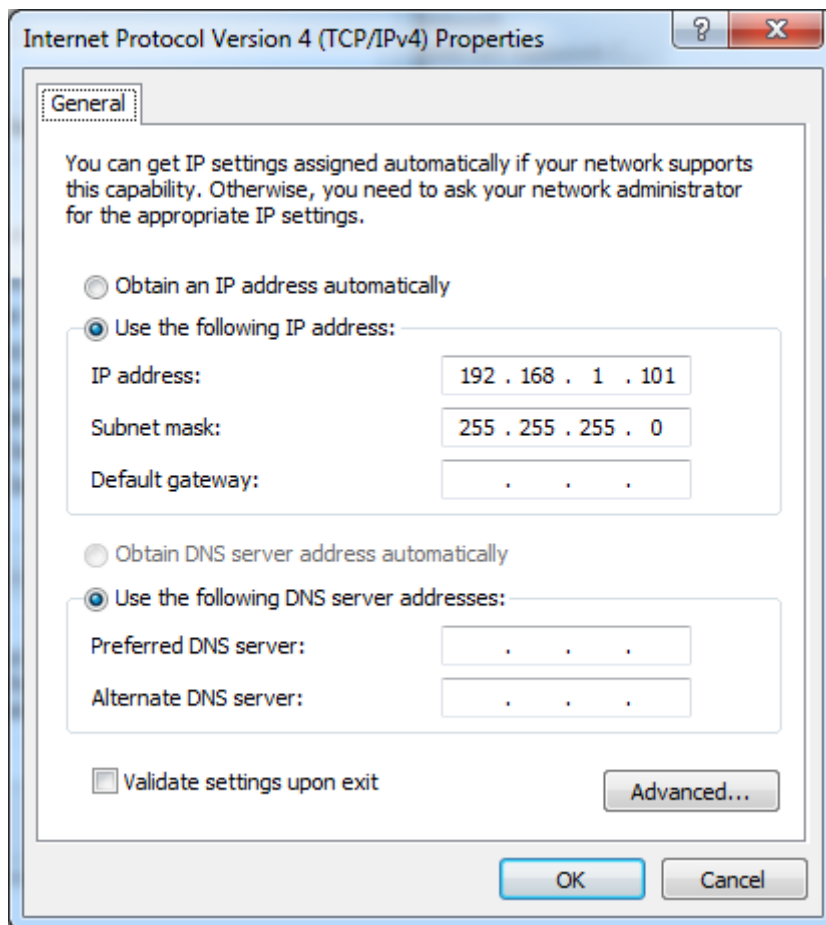 Internet Protocol Version 4 (TCP/IPv4) Properties
?
X
General
You can get IP settings assigned automatically if your network supports
this capability. Otherwise, you need to ask your network administrator
for the appropriate IP settings.
Obtain an IP address automatically
Use the following IP address:
IP address: 192 . 168 . 1 . 101
Subnet mask: 255 . 255 . 255 . 0
Default gateway: . . .
Obtain DNS server address automatically
Use the following DNS server addresses:
Preferred DNS server: . . .
Alternate DNS server: . . .
Validate settings upon exit
Advanced...
OK Cancel